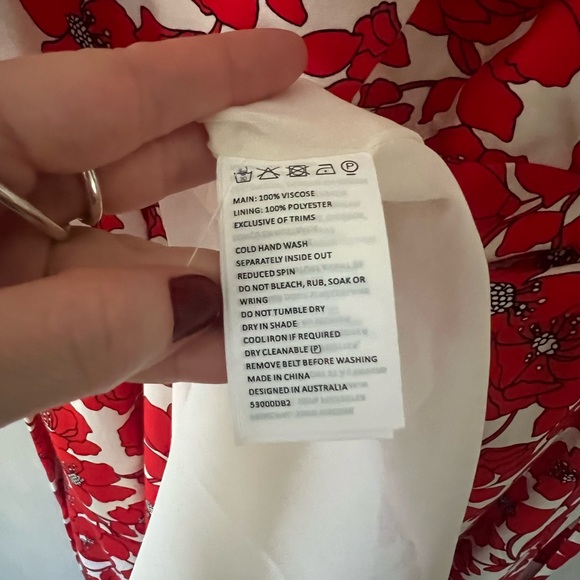 P
MAIN: 100% VISCOSE
LINING: 100% POLYESTER
EXCLUSIVE OF TRIMS
COLD HAND WASH
SEPARATELY INSIDE OUT
REDUCED SPIN
DO NOT BLEACH, RUB, SOAK OR
WRING
DO NOT TUMBLE DRY
DRY IN SHADE
COOL IRON IF REQUIRED
DRY CLEANABLE (P)
REMOVE BELT BEFORE WASHING
MADE IN CHINA
DESIGNED IN AUSTRALIA
53000DB2